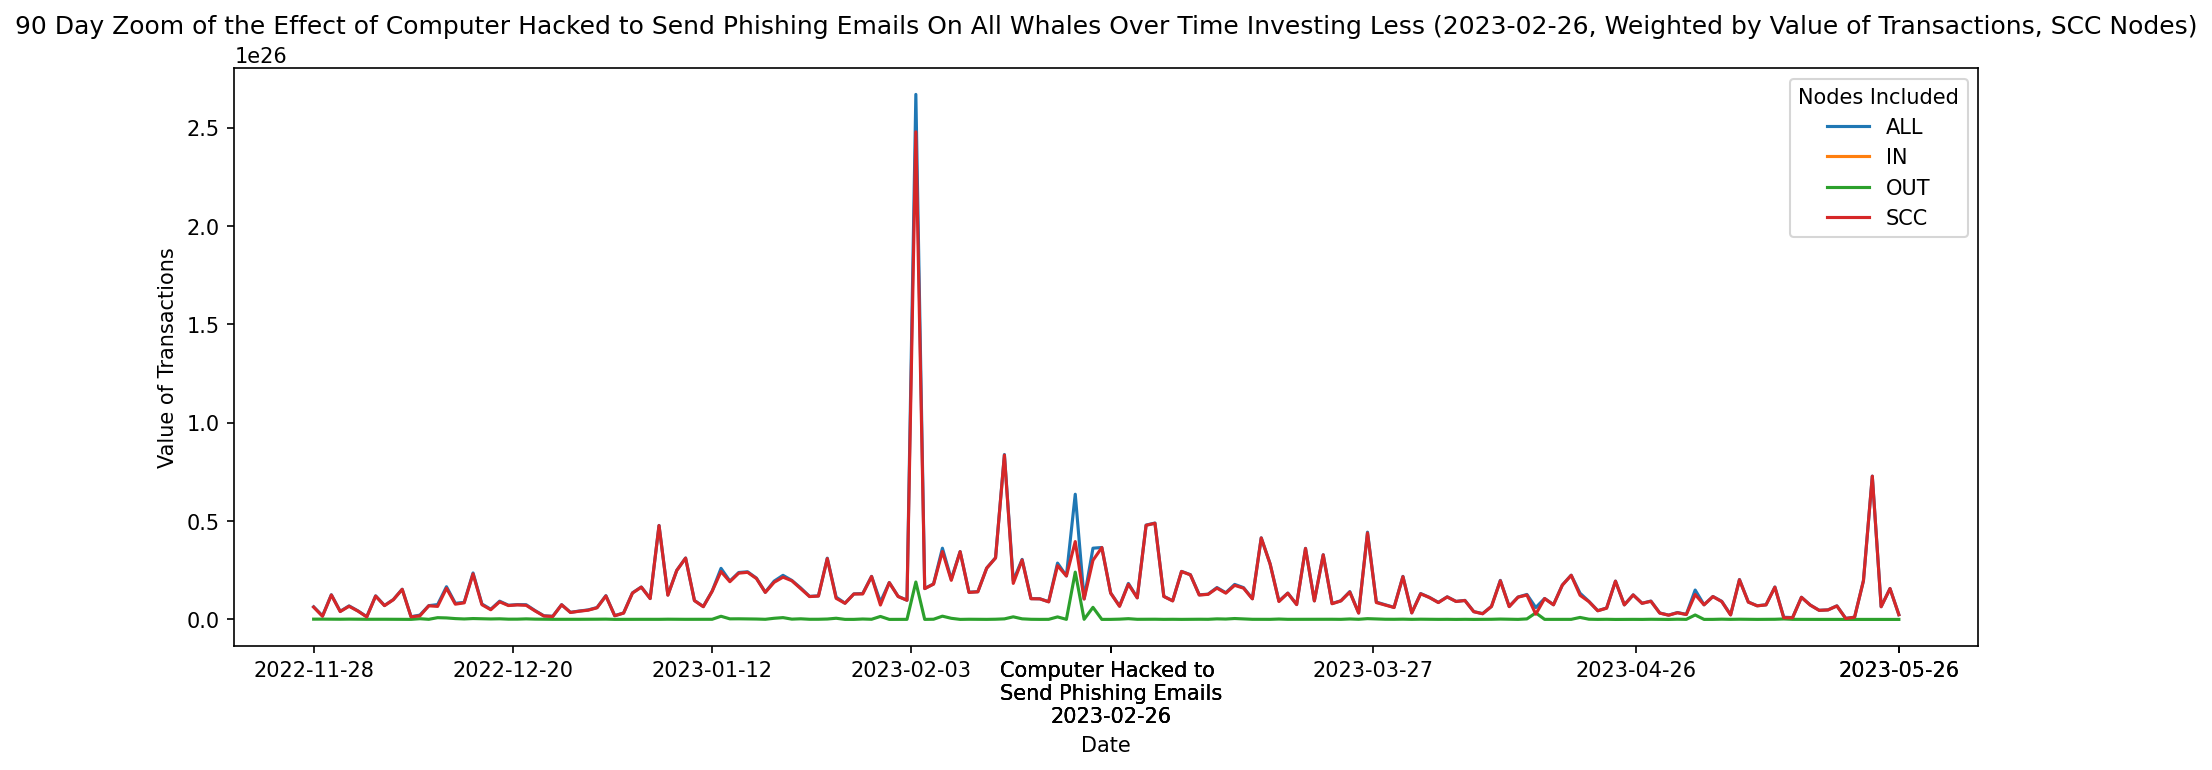 90 Day Zoom of the Effect of Computer Hacked to Send Phishing Emails On All Whales Over Time Investing Less (2023-02-26, Weighted by Value of Transactions, SCC Nodes)
1e26
Nodes Included
ALL
IN
OUT
SCC
2.5
2.0
1.5
1.0
0.5
0.0
Value of Transactions
2022-11-28
2022-12-20
2023-01-12
2023-02-03
Computer Hacked to
Send Phishing Emails
2023-02-26
2023-03-27
2023-04-26
2023-05-26
Date